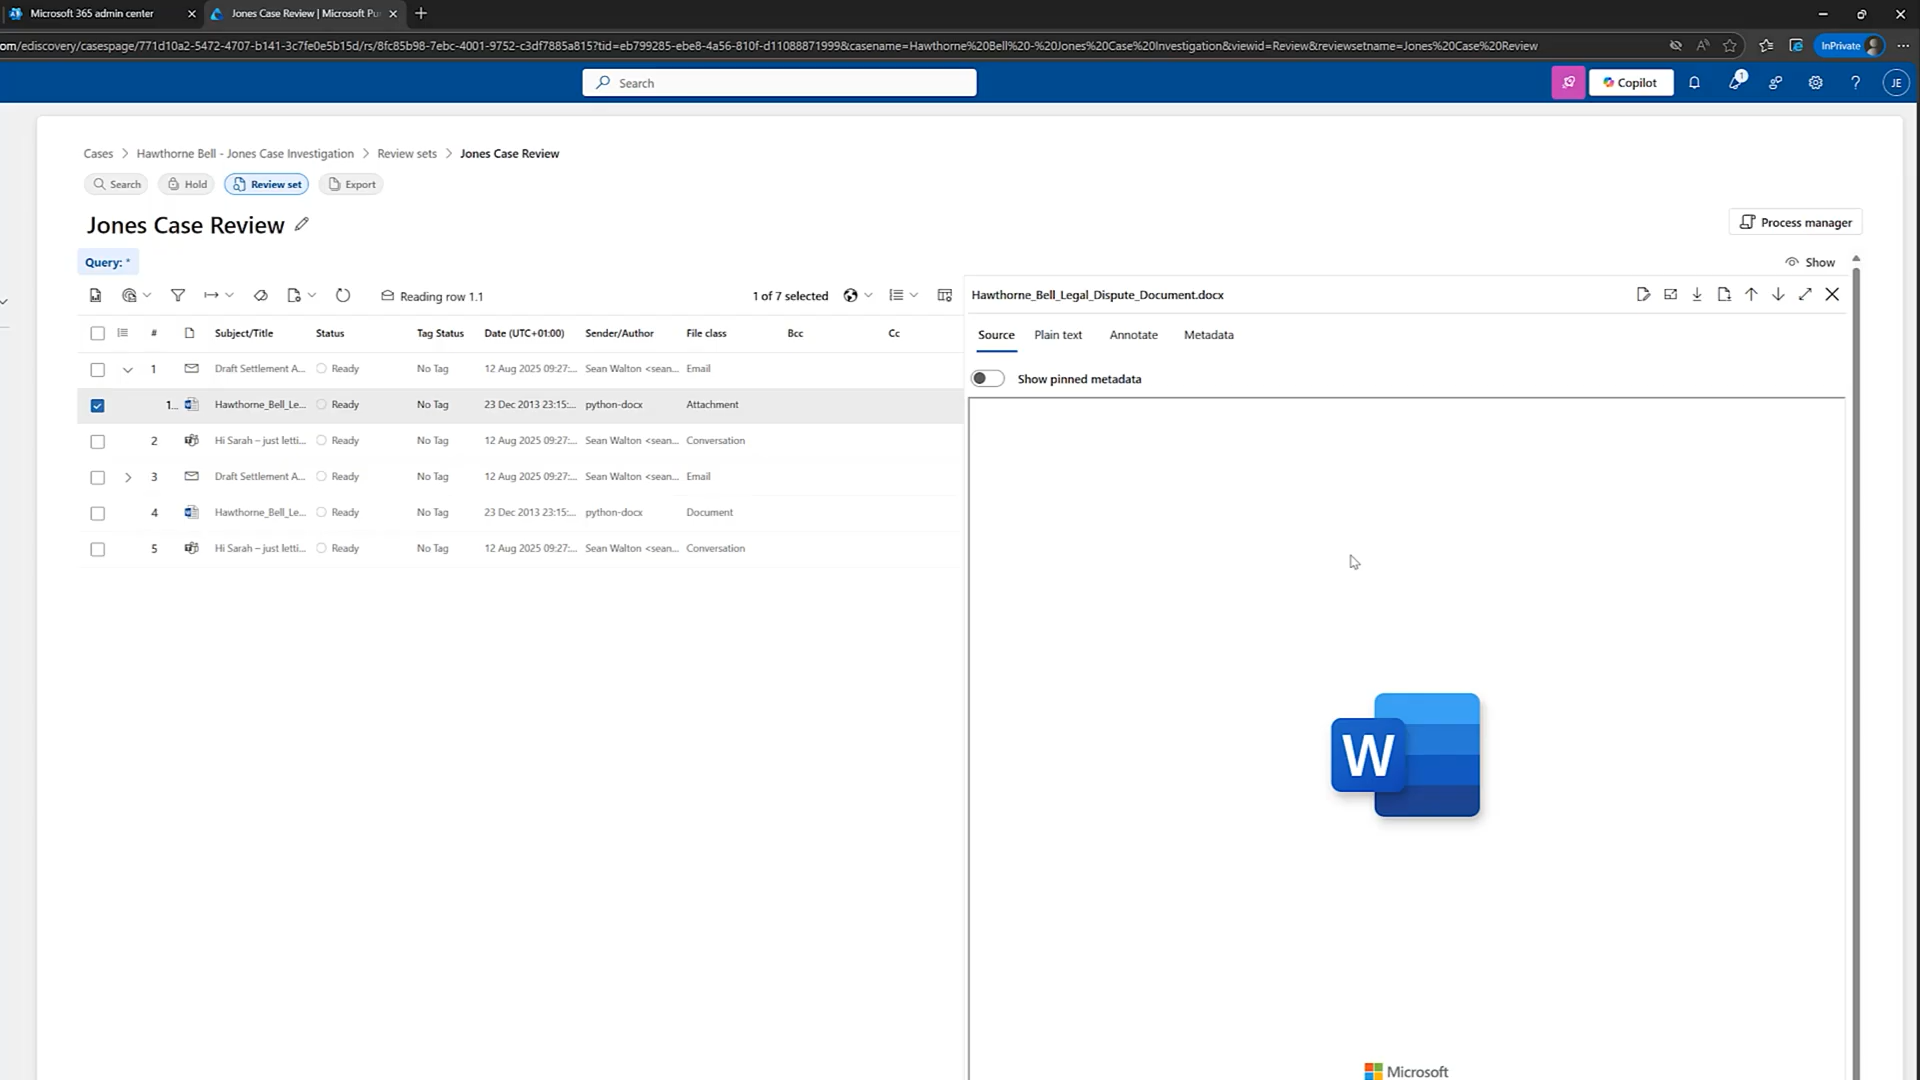 Microsoft 365 admin center
Jones Case Review | Microsoft Pu
om/ediscovery/casespage/771d10a2-5472-4707-b141-3c7fe0e5b15d/rs/8fc85b98-7ebc-4001-9752-c3df7885a815?tid=eb799285-ebe8-4a56-810f-d11088871999&casename=Hawthorne%20Bell%20-%20Jones%20Case%20Investigation&viewid=Review&reviewsetname=Jones%20Case%20Review
InPrivate
Search
Copilot
1
JE
Cases > Hawthorne Bell - Jones Case Investigation > Review sets > Jones Case Review
Search Hold Review set Export
Jones Case Review
Process manager
Query: *
Show
Reading row 1.1
1 of 7 selected
Hawthorne_Bell_Legal_Dispute_Document.docx
# Subject/Title Status Tag Status Date (UTC+01:00) Sender/Author File class Bcc Cc
1 Draft Settlement A... Ready No Tag 12 Aug 2025 09:27:... Sean Walton <sean... Email
1... Hawthorne_Bell_Le... Ready No Tag 23 Dec 2013 23:15:... python-docx Attachment
2 Hi Sarah – just letti... Ready No Tag 12 Aug 2025 09:27:... Sean Walton <sean... Conversation
3 Draft Settlement A... Ready No Tag 12 Aug 2025 09:27:... Sean Walton <sean... Email
4 Hawthorne_Bell_Le... Ready No Tag 23 Dec 2013 23:15:... python-docx Document
5 Hi Sarah – just letti... Ready No Tag 12 Aug 2025 09:27:... Sean Walton <sean... Conversation
Source Plain text Annotate Metadata
Show pinned metadata
W
Microsoft